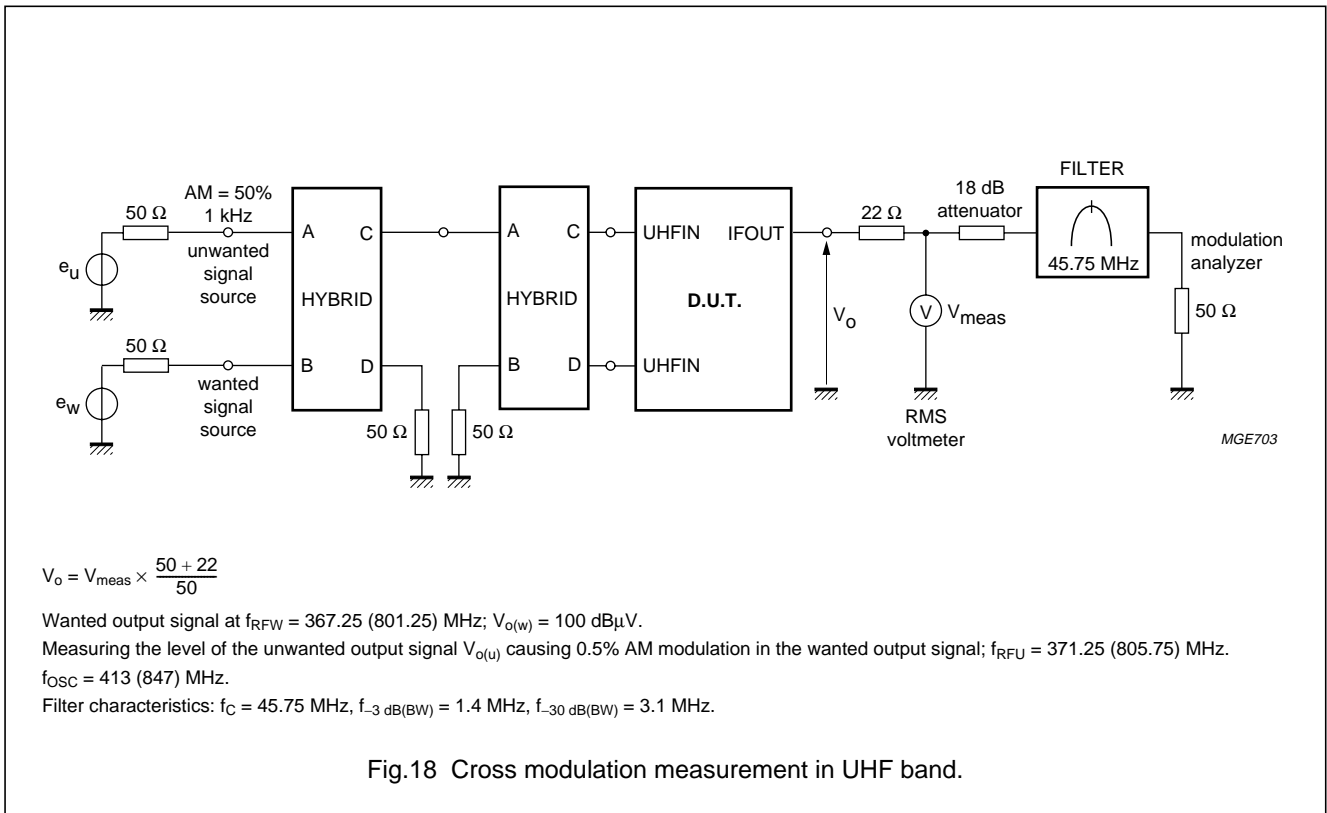 FILTER
AM = 50%
1 kHz
50 Ω
18 dB
attenuator
22 Ω
45.75 MHz
modulation
analyzer
50 Ω
e_u
unwanted
signal
source
A C
HYBRID
B D
A C
HYBRID
B D
UHFIN IFOUT
D.U.T.
UHFIN
V_o
V V_meas
RMS
voltmeter
50 Ω
e_w
wanted
signal
source
50 Ω
50 Ω
MGE703
V_o = V_meas × (50 + 22)/50
Wanted output signal at f_RFW = 367.25 (801.25) MHz; V_o(w) = 100 dBµV.
Measuring the level of the unwanted output signal V_o(u) causing 0.5% AM modulation in the wanted output signal; f_RFU = 371.25 (805.75) MHz.
f_OSC = 413 (847) MHz.
Filter characteristics: f_C = 45.75 MHz, f_–3 dB(BW) = 1.4 MHz, f_–30 dB(BW) = 3.1 MHz.
Fig.18 Cross modulation measurement in UHF band.